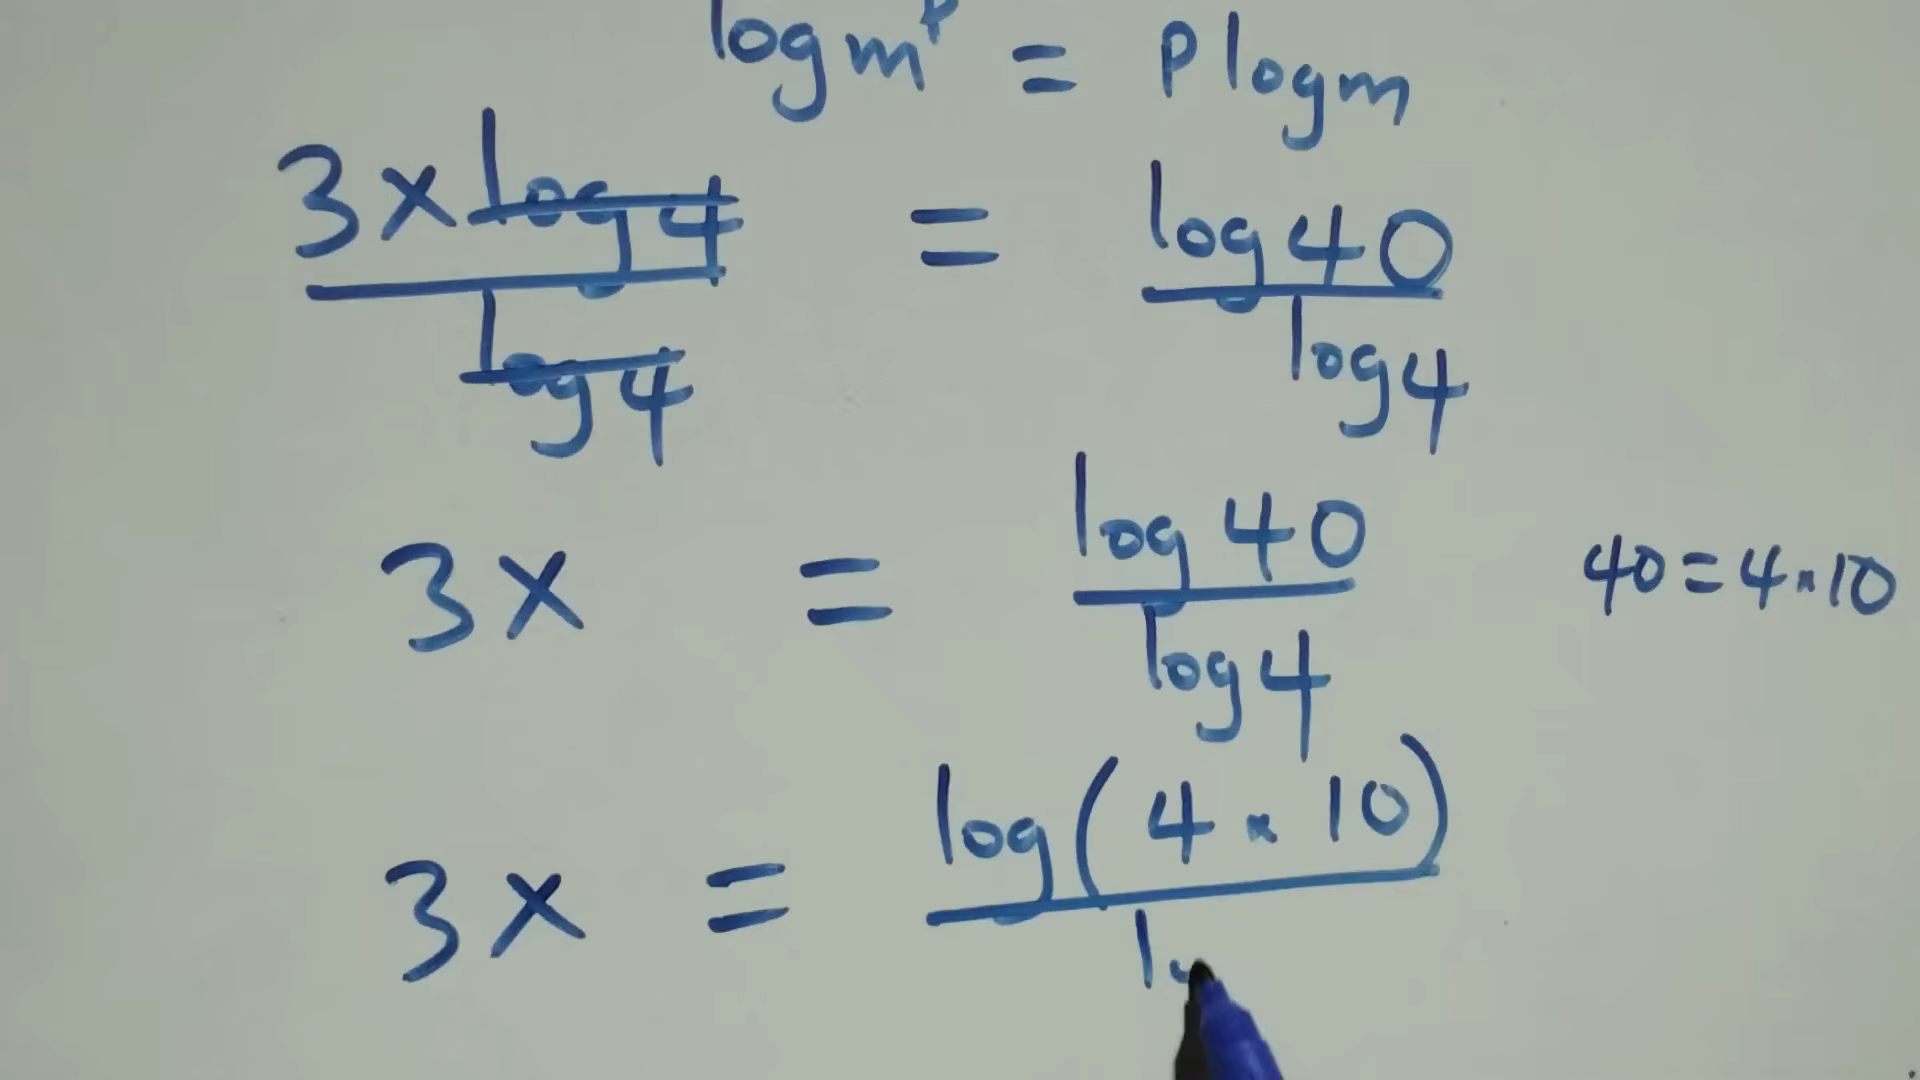 log m^p = p log m
3x log 4 / log 4 = log 40 / log 4
3x = log 40 / log 4    40 = 4 × 10
3x = log(4 × 10) / lo